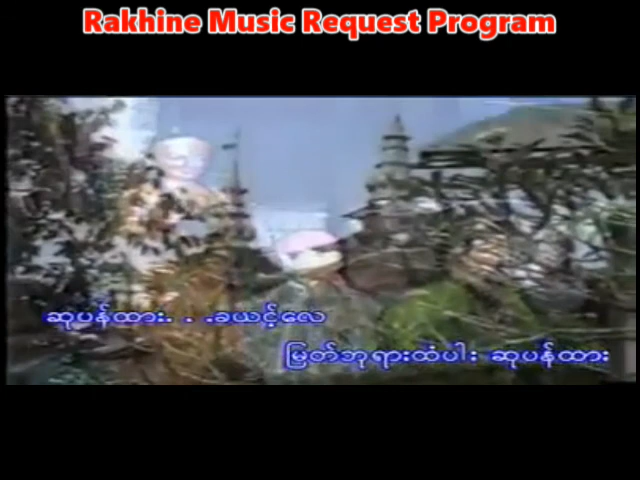 Rakhine Music Request Program
ဆုပန်ထား. . .ခယင့်လေ
မြတ်ဘုရားထံပါး ဆုပန်ထား